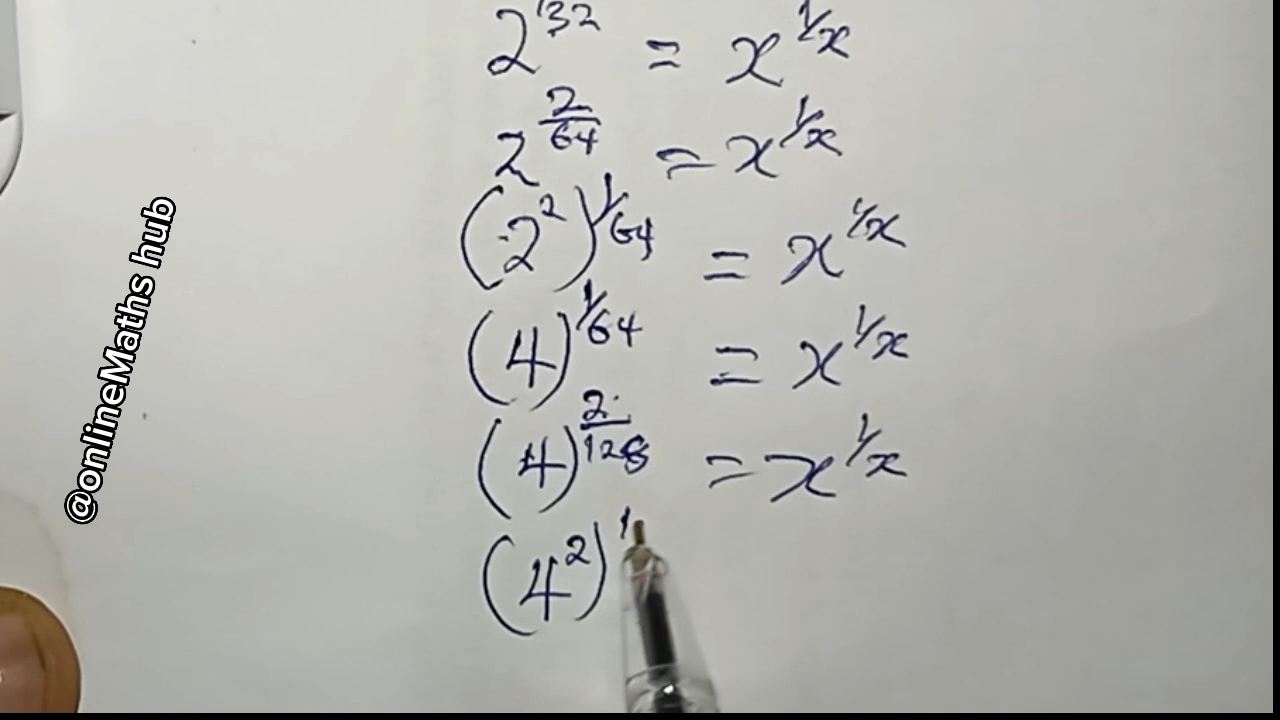 2^{1/32} = x^{1/x}
2^{2/64} = x^{1/x}
(2^2)^{1/64} = x^{1/x}
(4)^{1/64} = x^{1/x}
(4)^{2/128} = x^{1/x}
(4^2)^1
@onlineMaths hub